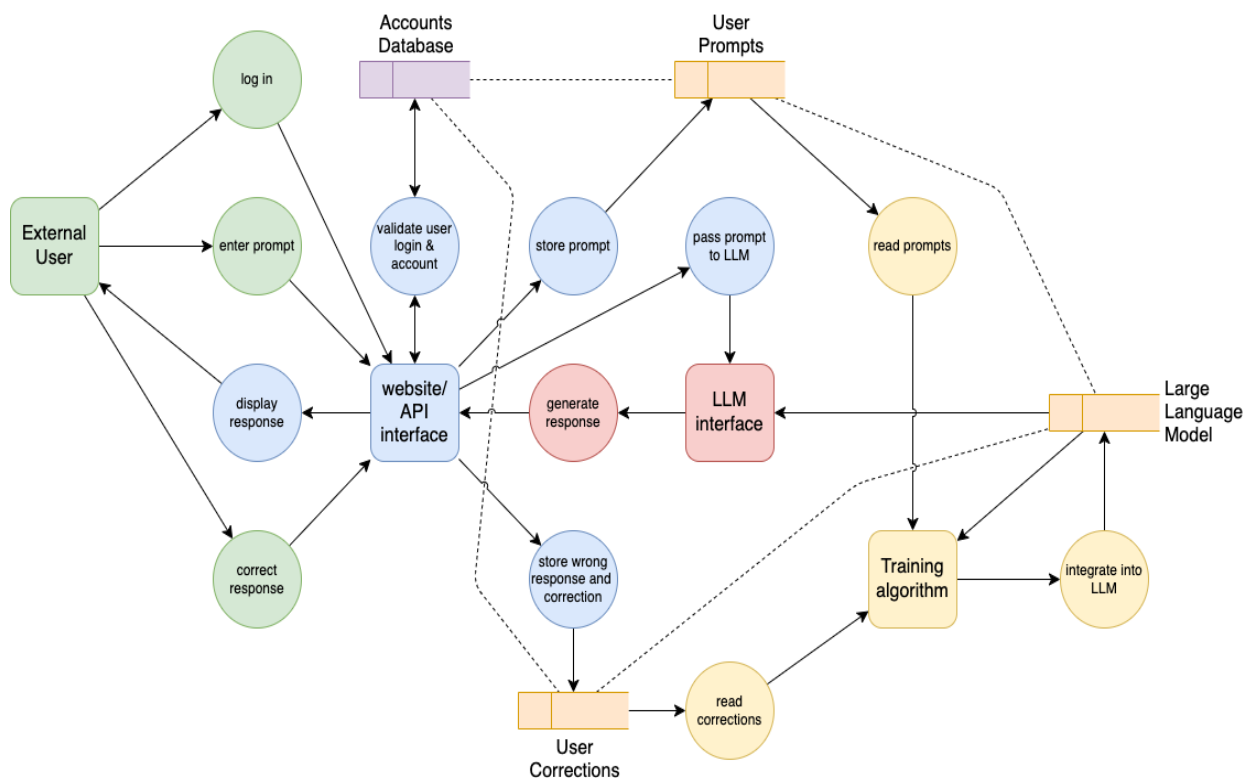 Accounts
Database
User
Prompts
log in
External
User
enter prompt
validate user
login &
account
store prompt
pass prompt
to LLM
read prompts
display
response
website/
API
interface
generate
response
LLM
interface
Large
Language
Model
correct
response
store wrong
response and
correction
Training
algorithm
integrate into
LLM
read
corrections
User
Corrections